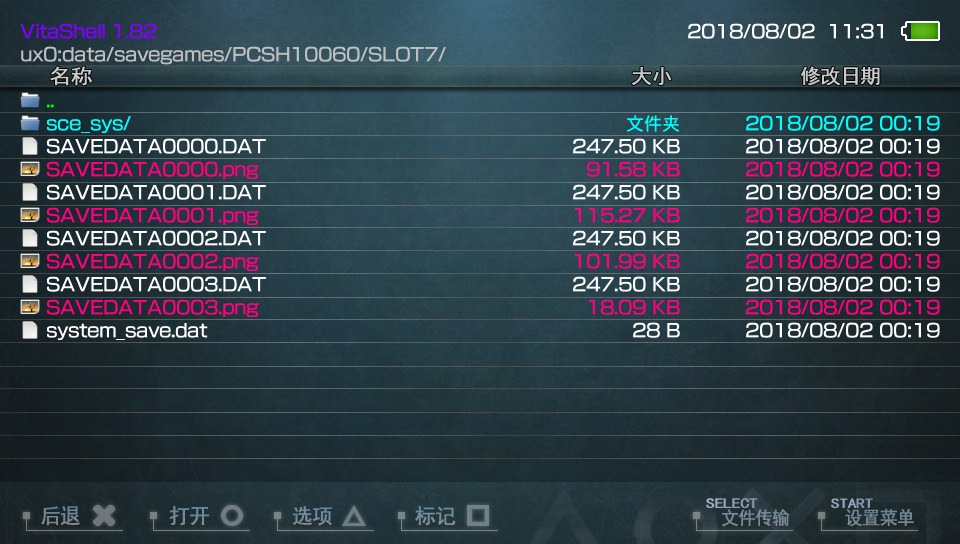 VitaShell 1.82 2018/08/02 11:31
ux0:data/savegames/PCSH10060/SLOT7/
名称 大小 修改日期
..
sce_sys/ 文件夹 2018/08/02 00:19
SAVEDATA0000.DAT 247.50 KB 2018/08/02 00:19
SAVEDATA0000.png 91.58 KB 2018/08/02 00:19
SAVEDATA0001.DAT 247.50 KB 2018/08/02 00:19
SAVEDATA0001.png 115.27 KB 2018/08/02 00:19
SAVEDATA0002.DAT 247.50 KB 2018/08/02 00:19
SAVEDATA0002.png 101.99 KB 2018/08/02 00:19
SAVEDATA0003.DAT 247.50 KB 2018/08/02 00:19
SAVEDATA0003.png 18.09 KB 2018/08/02 00:19
system_save.dat 28 B 2018/08/02 00:19
后退 打开 选项 标记 SELECT 文件传输 START 设置菜单